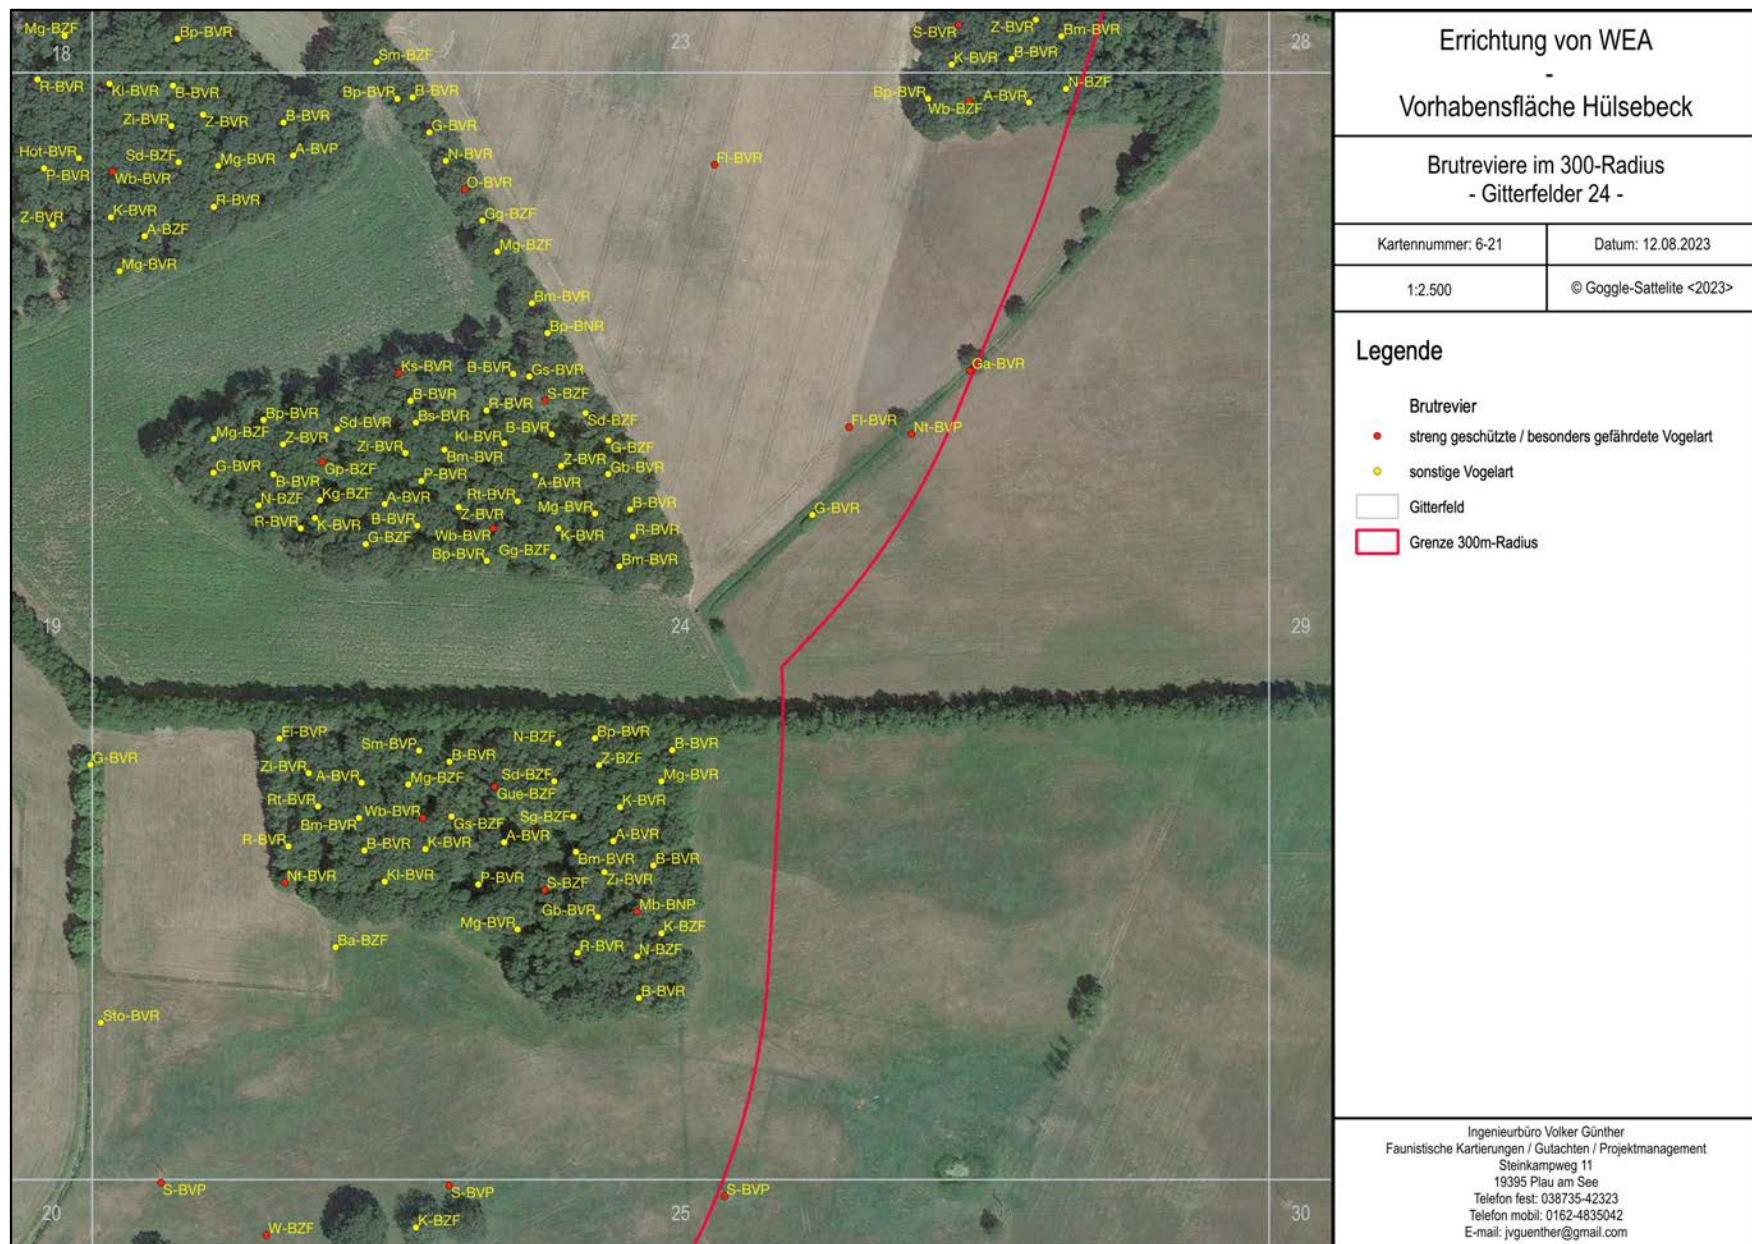 Mg-BZF
Bp-BVR
18
Sm-BZF
23
S-BVR
Z-BVR
Bm-BVR
28
K-BVR
B-BVR
R-BVR
Kl-BVR
B-BVR
Bp-BVR
B-BVR
Bp-BVR
Wb-BZF
A-BVR
N-BZF
Zi-BVR
Z-BVR
B-BVR
G-BVR
Hot-BVR
Sd-BZF
Mg-BVR
A-BVP
N-BVR
Fl-BVR
P-BVR
Wb-BVR
O-BVR
Z-BVR
K-BVR
R-BVR
A-BZF
Gg-BZF
Mg-BVR
Mg-BZF
Bm-BVR
Bp-BNR
Ks-BVR
B-BVR
Gs-BVR
Ga-BVR
B-BVR
R-BVR
S-BZF
Bp-BVR
Sd-BVR
Bs-BVR
B-BVR
Sd-BZF
Fl-BVR
Nt-BVP
Mg-BZF
Z-BVR
Zi-BVR
Kl-BVR
Bm-BVR
G-BZF
G-BVR
Gp-BZF
P-BVR
Z-BVR
Gb-BVR
B-BVR
A-BVR
N-BZF
Kg-BZF
A-BVR
Rt-BVR
Z-BVR
Mg-BVR
B-BVR
G-BVR
R-BVR
K-BVR
B-BVR
Wb-BVR
K-BVR
R-BVR
G-BZF
Bp-BVR
Gg-BZF
Bm-BVR
19
24
29
El-BVP
Sm-BVP
N-BZF
Bp-BVR
B-BVR
G-BVR
Zi-BVR
A-BVR
B-BVR
Mg-BZF
Sd-BZF
Z-BZF
Mg-BVR
Rt-BVR
Gue-BZF
K-BVR
Bm-BVR
Wb-BVR
Gs-BZF
Sg-BZF
R-BVR
B-BVR
K-BVR
A-BVR
A-BVR
Bm-BVR
B-BVR
Nt-BVR
Kl-BVR
P-BVR
S-BZF
Zi-BVR
Gb-BVR
Mb-BNP
Mg-BVR
K-BZF
Ba-BZF
R-BVR
N-BZF
B-BVR
Sto-BVR
S-BVP
S-BVP
S-BVP
20
W-BZF
K-BZF
25
30
Errichtung von WEA
-
Vorhabensfläche Hülsebeck
Brutreviere im 300-Radius
- Gitterfelder 24 -
Kartennummer: 6-21
Datum: 12.08.2023
1:2.500
© Goggle-Sattelite <2023>
Legende
Brutrevier
streng geschützte / besonders gefährdete Vogelart
sonstige Vogelart
Gitterfeld
Grenze 300m-Radius
Ingenieurbüro Volker Günther
Faunistische Kartierungen / Gutachten / Projektmanagement
Steinkampweg 11
19395 Plau am See
Telefon fest: 038735-42323
Telefon mobil: 0162-4835042
E-mail: jvguenther@gmail.com